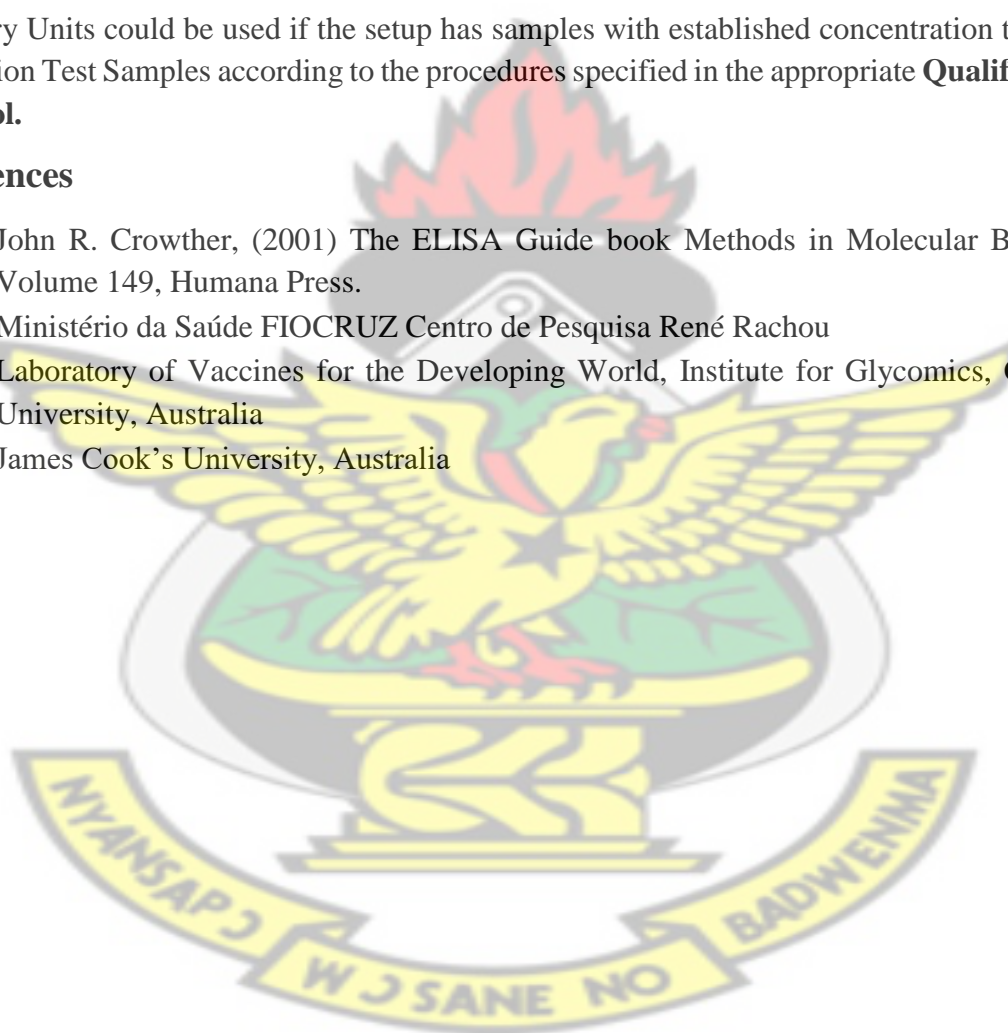 ry Units could be used if the setup has samples with established concentration t
ion Test Samples according to the procedures specified in the appropriate Qualif
ol.
ences
John R. Crowther, (2001) The ELISA Guide book Methods in Molecular B
Volume 149, Humana Press.
Ministério da Saúde FIOCRUZ Centro de Pesquisa René Rachou
Laboratory of Vaccines for the Developing World, Institute for Glycomics,
University, Australia
James Cook’s University, Australia
NYANSAPƆ
WƆSANE NO
BADWENMA